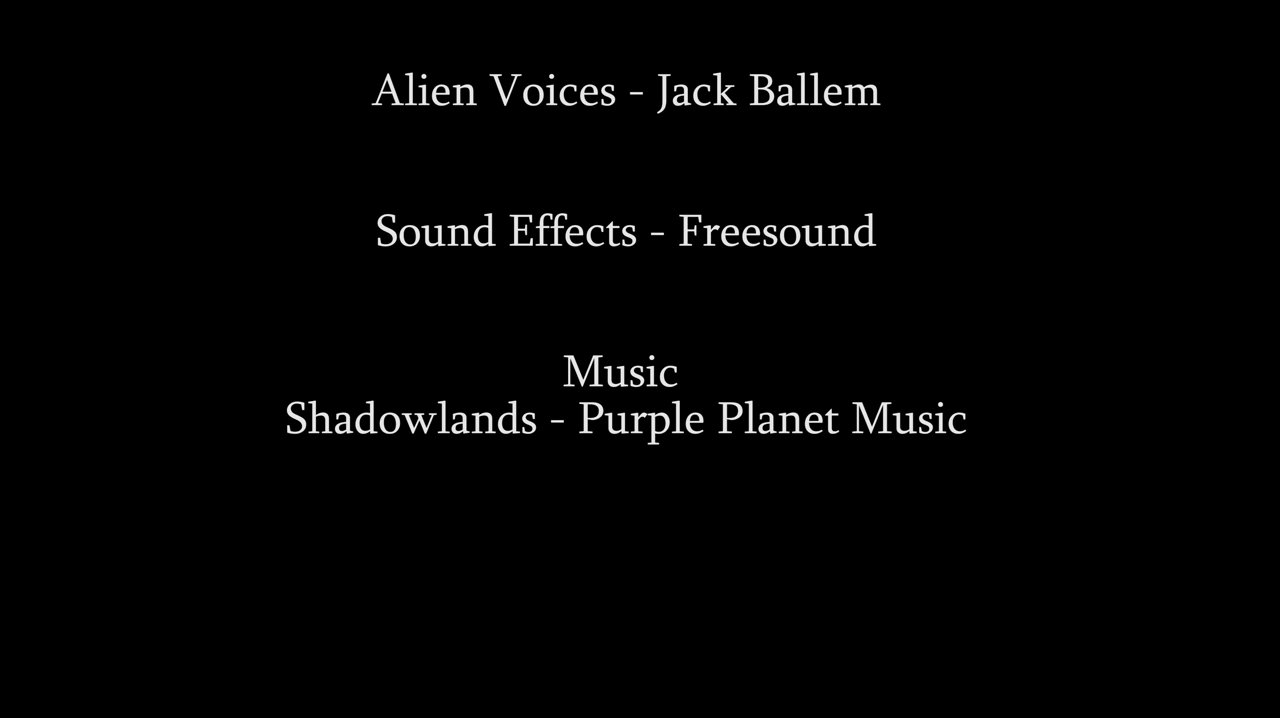 Alien Voices - Jack Ballem
Sound Effects - Freesound
Music
Shadowlands - Purple Planet Music